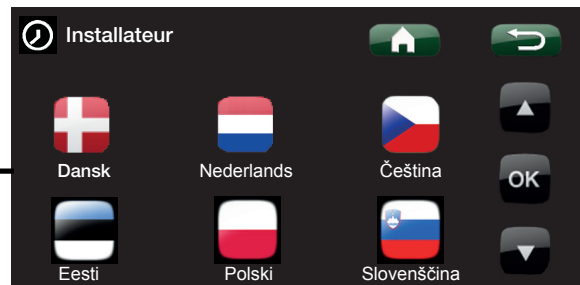 Installateur
Dansk Nederlands Čeština
OK
Eesti Polski Slovenščina